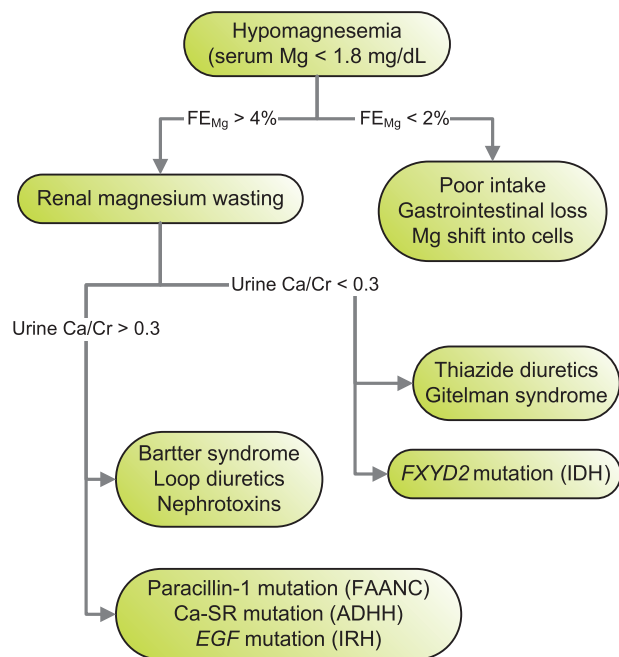 Hypomagnesemia
(serum Mg < 1.8 mg/dL
FEMg > 4%
FEMg < 2%
Renal magnesium wasting
Poor intake
Gastrointestinal loss
Mg shift into cells
Urine Ca/Cr < 0.3
Urine Ca/Cr > 0.3
Thiazide diuretics
Gitelman syndrome
Bartter syndrome
Loop diuretics
Nephrotoxins
FXYD2 mutation (IDH)
Paracillin-1 mutation (FAANC)
Ca-SR mutation (ADHH)
EGF mutation (IRH)